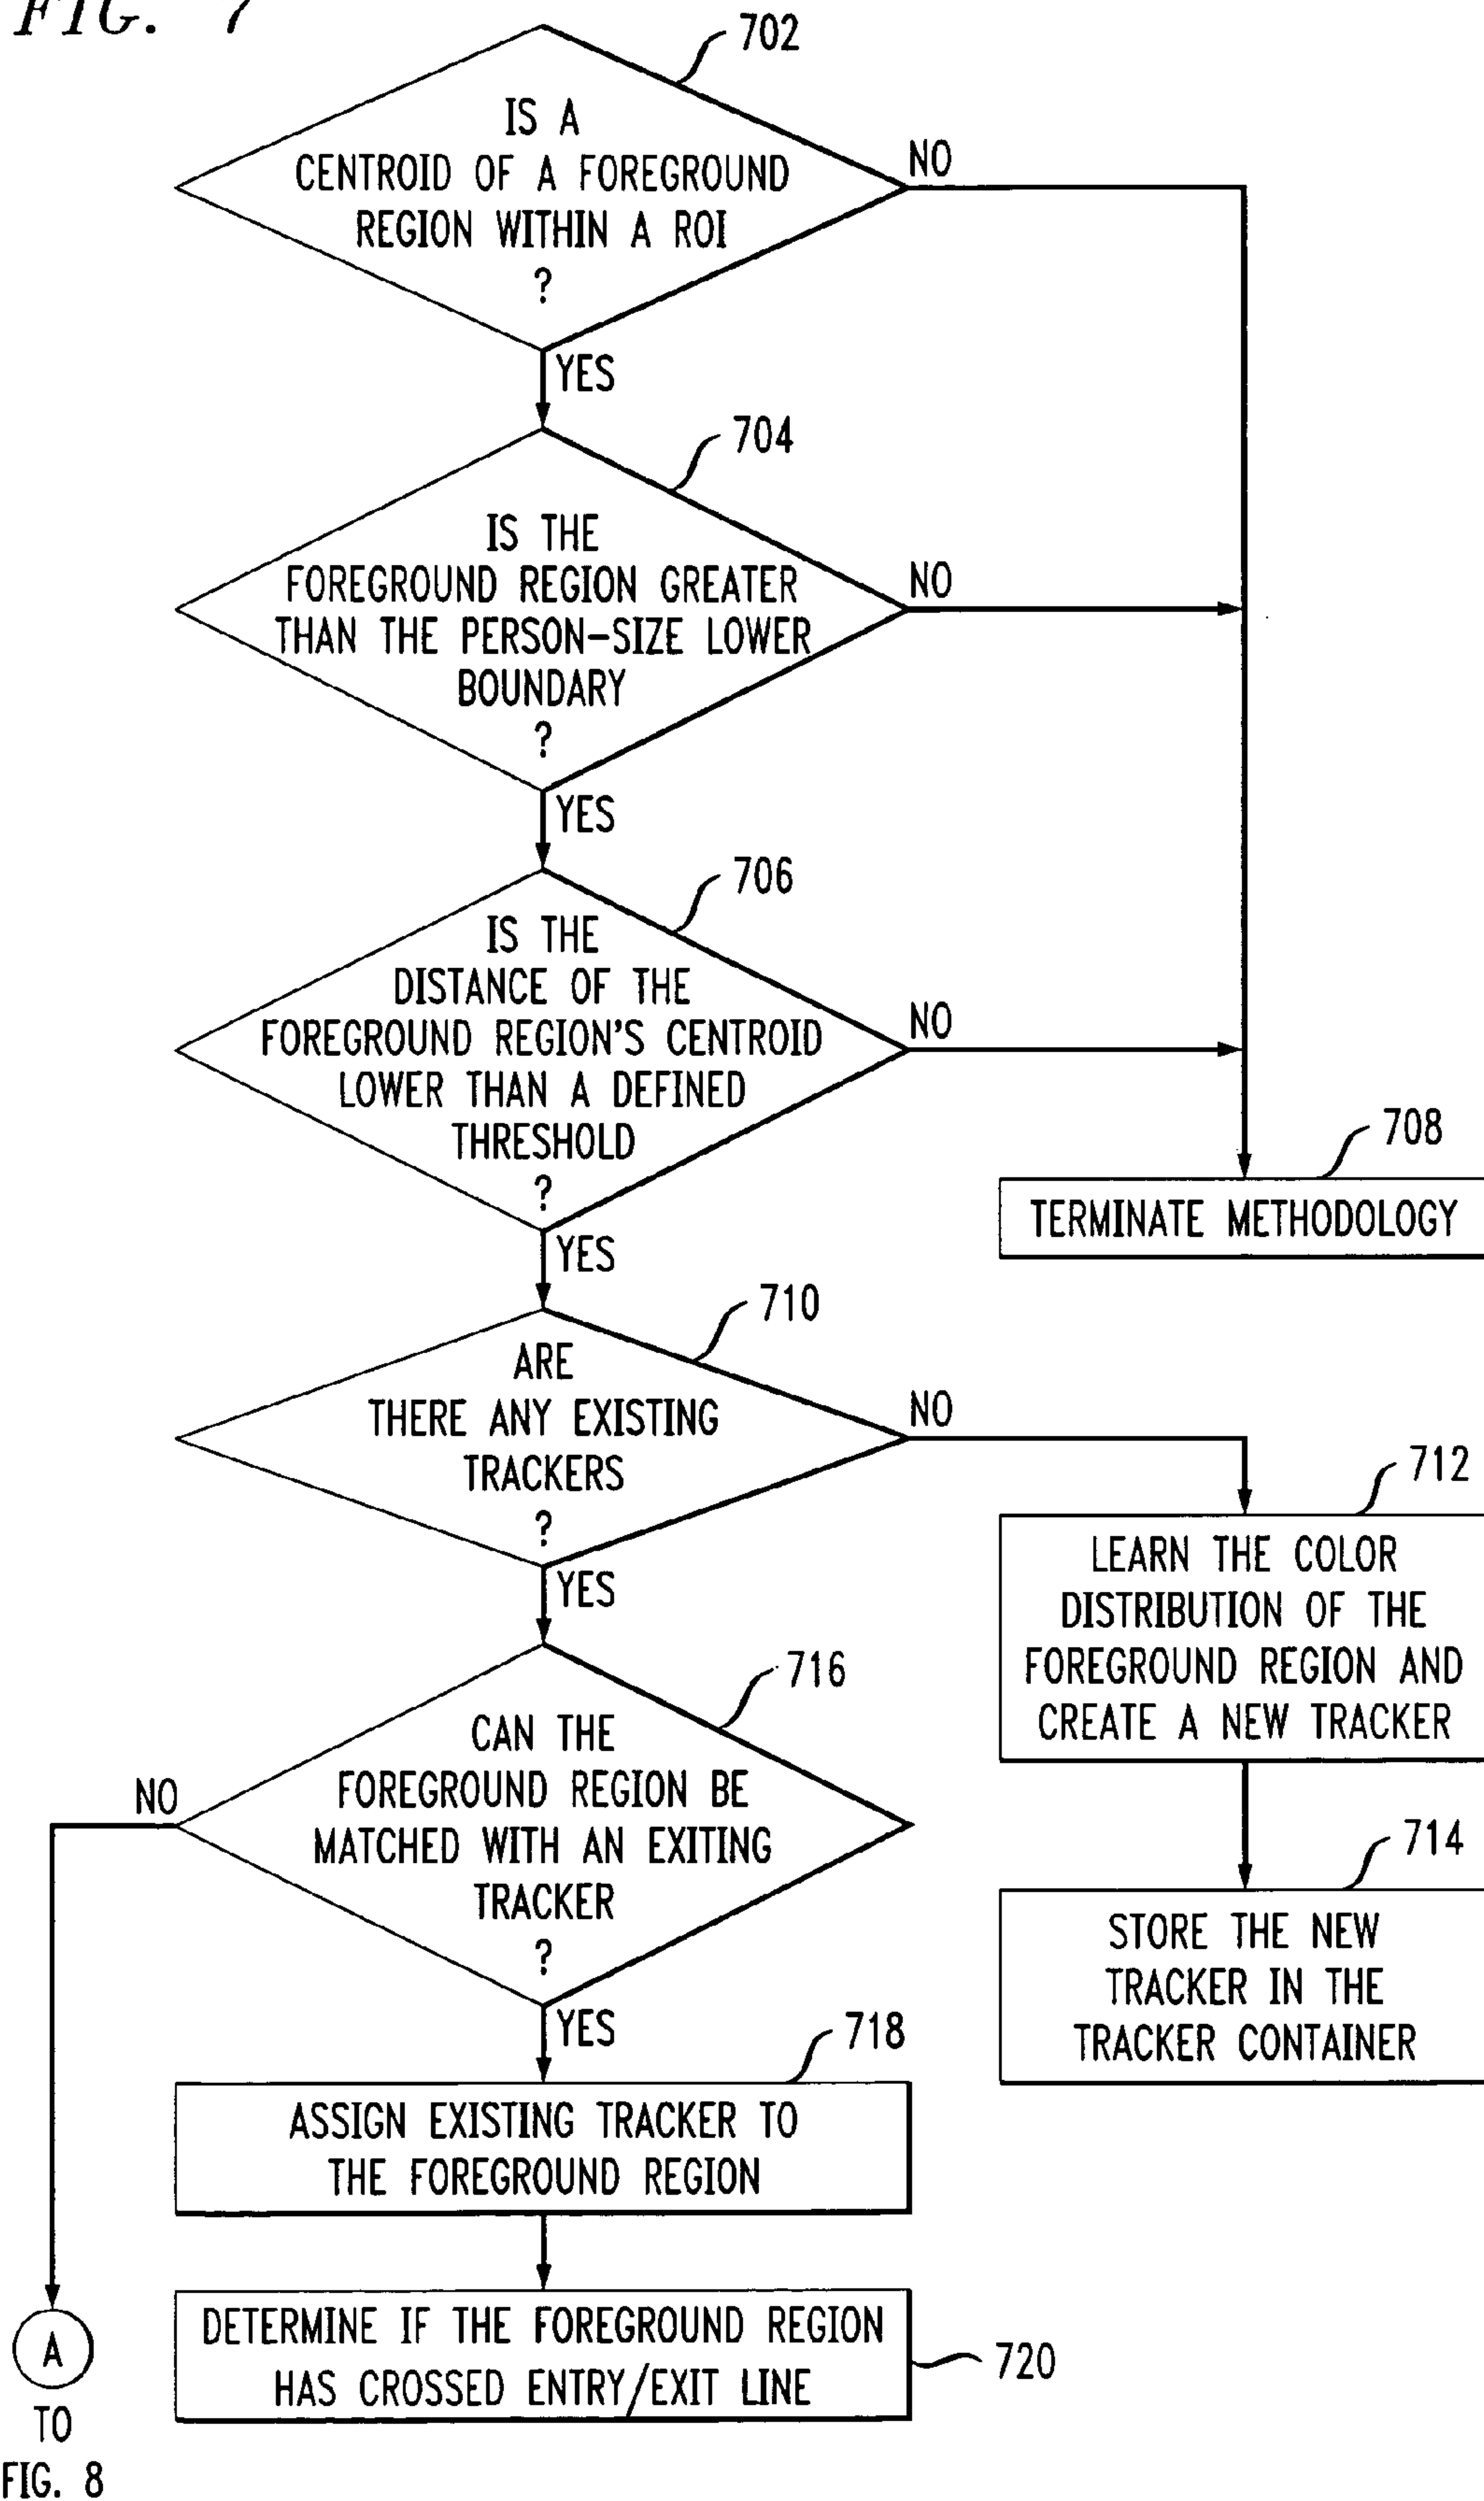 FIG. 7
702
IS A
CENTROID OF A FOREGROUND
REGION WITHIN A ROI
?
NO
YES
704
IS THE
FOREGROUND REGION GREATER
THAN THE PERSON-SIZE LOWER
BOUNDARY
?
NO
YES
706
IS THE
DISTANCE OF THE
FOREGROUND REGION'S CENTROID
LOWER THAN A DEFINED
THRESHOLD
?
NO
YES
708
TERMINATE METHODOLOGY
710
ARE
THERE ANY EXISTING
TRACKERS
?
NO
YES
712
LEARN THE COLOR
DISTRIBUTION OF THE
FOREGROUND REGION AND
CREATE A NEW TRACKER
714
STORE THE NEW
TRACKER IN THE
TRACKER CONTAINER
716
CAN THE
FOREGROUND REGION BE
MATCHED WITH AN EXITING
TRACKER
?
NO
YES
718
ASSIGN EXISTING TRACKER TO
THE FOREGROUND REGION
DETERMINE IF THE FOREGROUND REGION
HAS CROSSED ENTRY/EXIT LINE
720
A
TO
FIG. 8